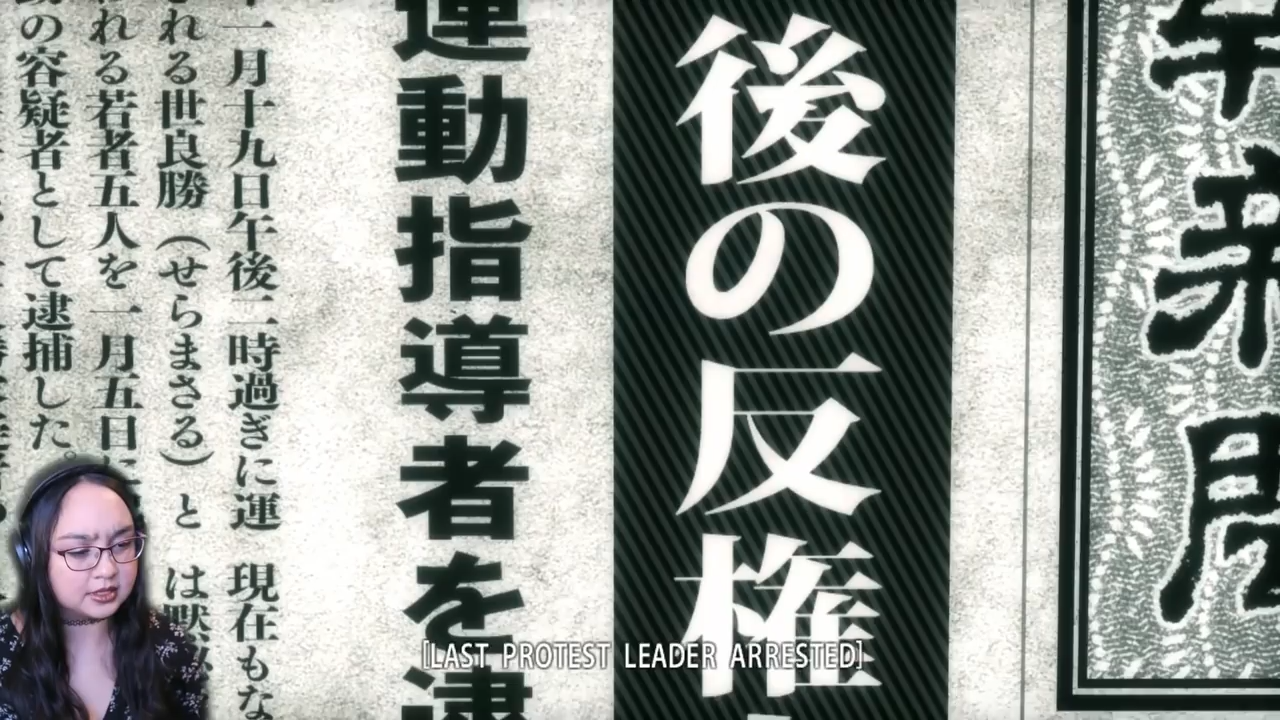 後の反権
運動指導者を逮
一月十九日午後二時過ぎに運 現在もな
れる世良勝（せらまさる）と は黙
れる若者五人を一月五日に
の容疑者として逮捕した。
[LAST PROTEST LEADER ARRESTED]